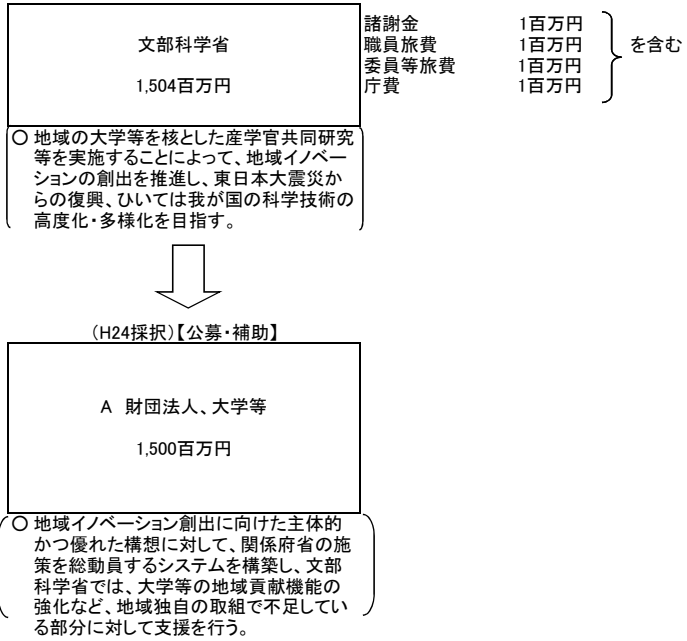 文部科学省
1,504百万円
諸謝金 1百万円
職員旅費 1百万円
委員等旅費 1百万円
庁費 1百万円
を含む
○ 地域の大学等を核とした産学官共同研究
等を実施することによって、地域イノベー
ションの創出を推進し、東日本大震災か
らの復興、ひいては我が国の科学技術の
高度化・多様化を目指す。
（H24採択）【公募・補助】
A 財団法人、大学等
1,500百万円
○ 地域イノベーション創出に向けた主体的
かつ優れた構想に対して、関係府省の施
策を総動員するシステムを構築し、文部
科学省では、大学等の地域貢献機能の
強化など、地域独自の取組で不足してい
る部分に対して支援を行う。